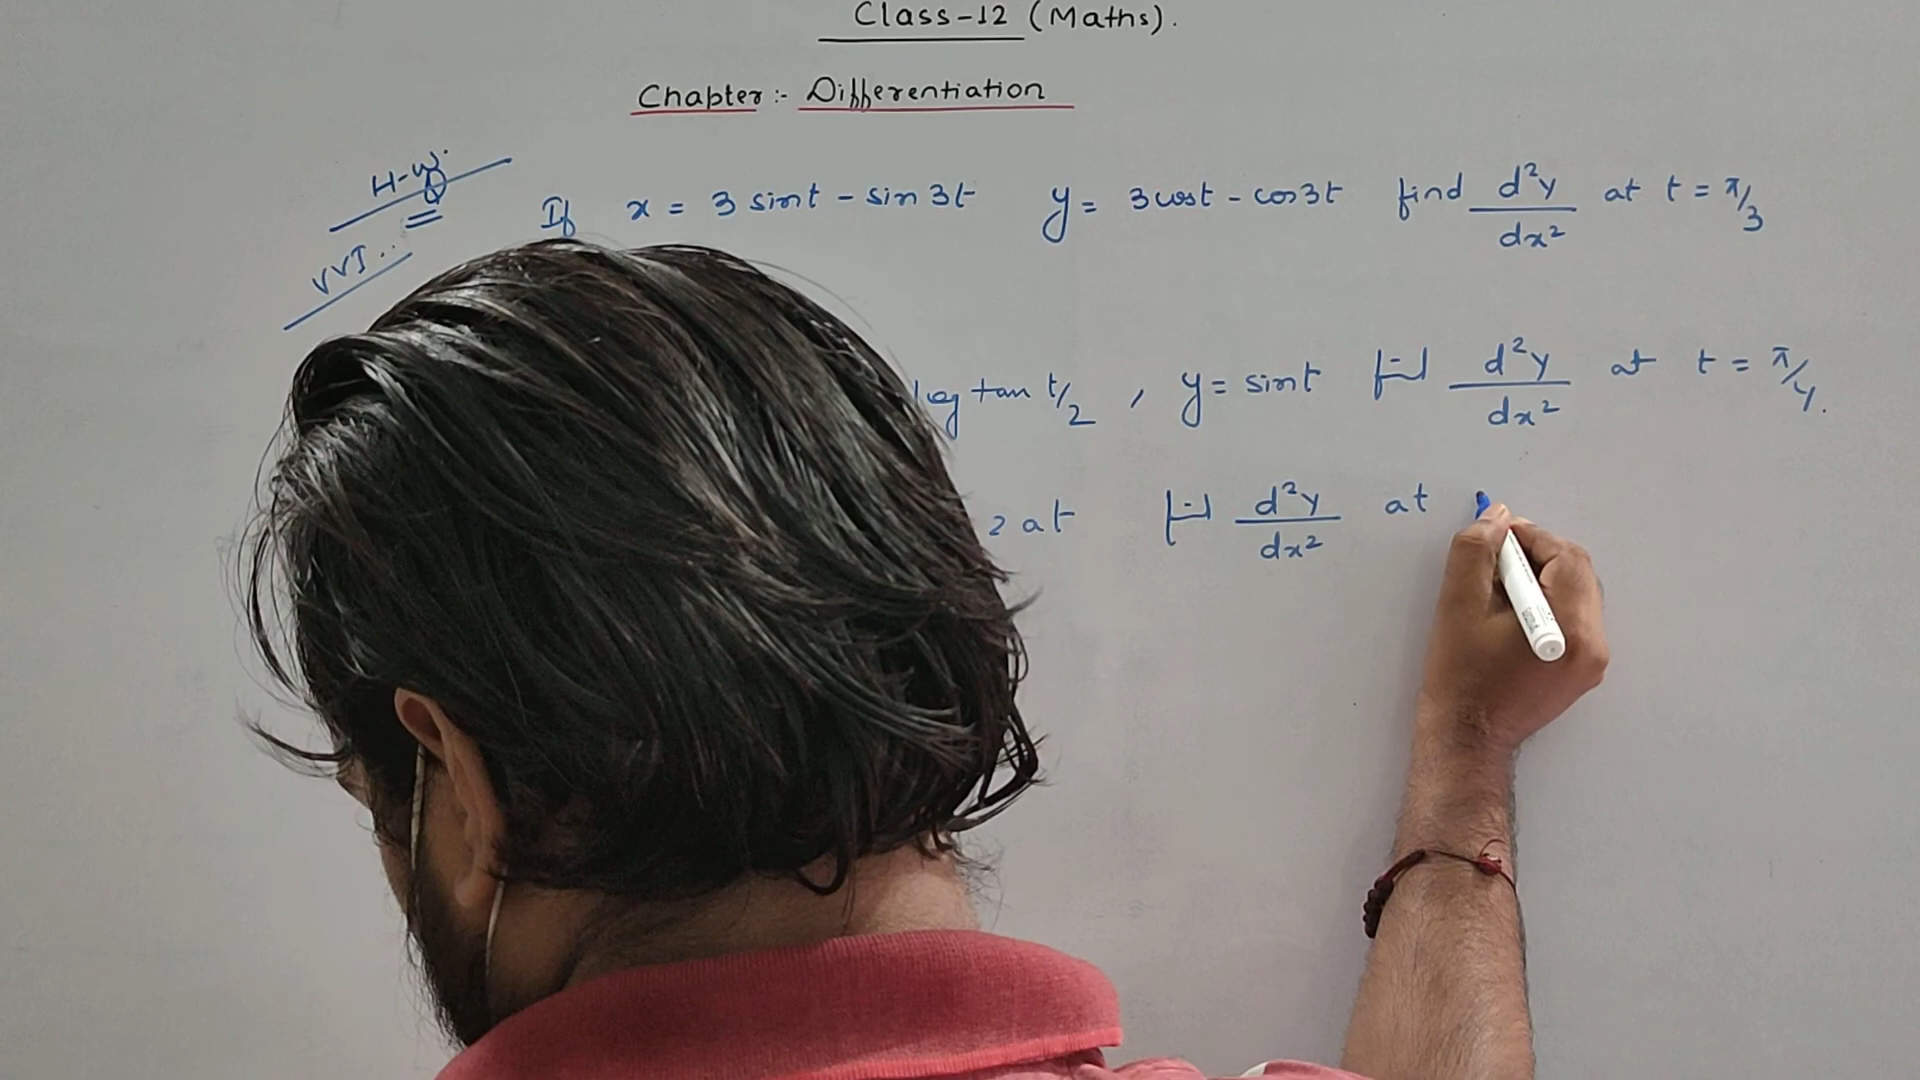 Class-12 (Maths).
Chapter :- Differentiation
H-W.
VVI..
If x = 3 sint - sin 3t y = 3cost - cos3t find d²y/dx² at t = π/3
log tan t/2 , y = sint find d²y/dx² at t = π/4.
2at find d²y/dx² at